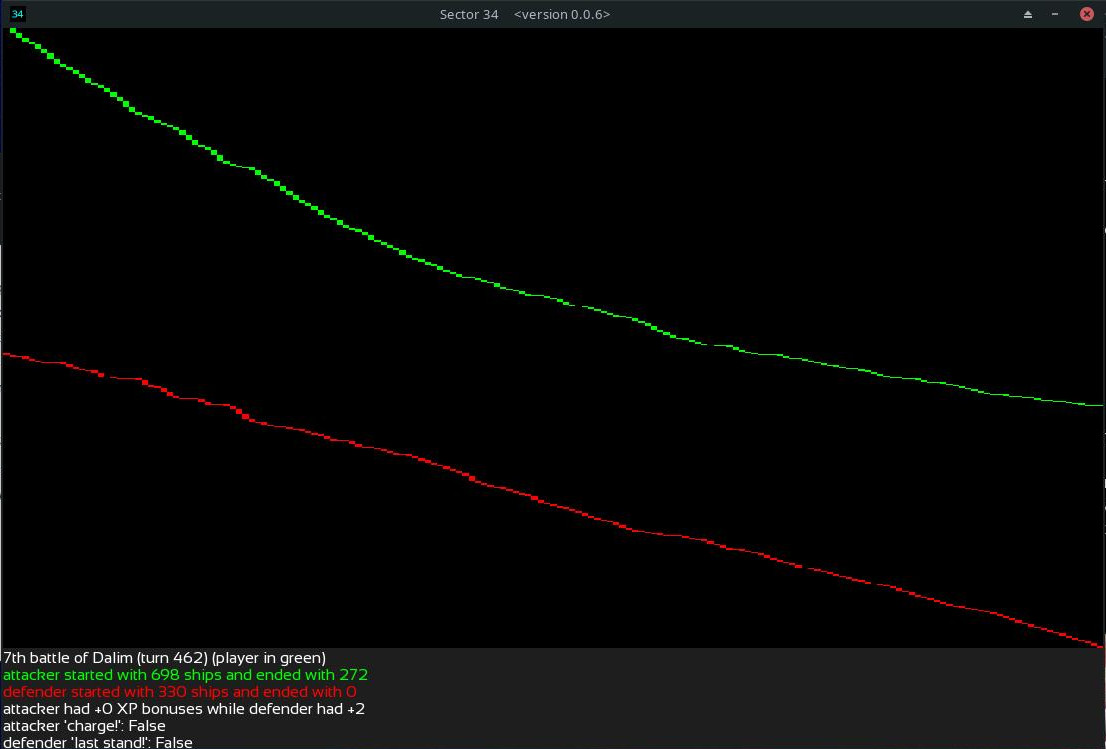 34
Sector 34 <version 0.0.6>
7th battle of Dalim (turn 462) (player in green)
attacker started with 698 ships and ended with 272
defender started with 330 ships and ended with 0
attacker had +0 XP bonuses while defender had +2
attacker 'charge!': False
defender 'last stand!': False